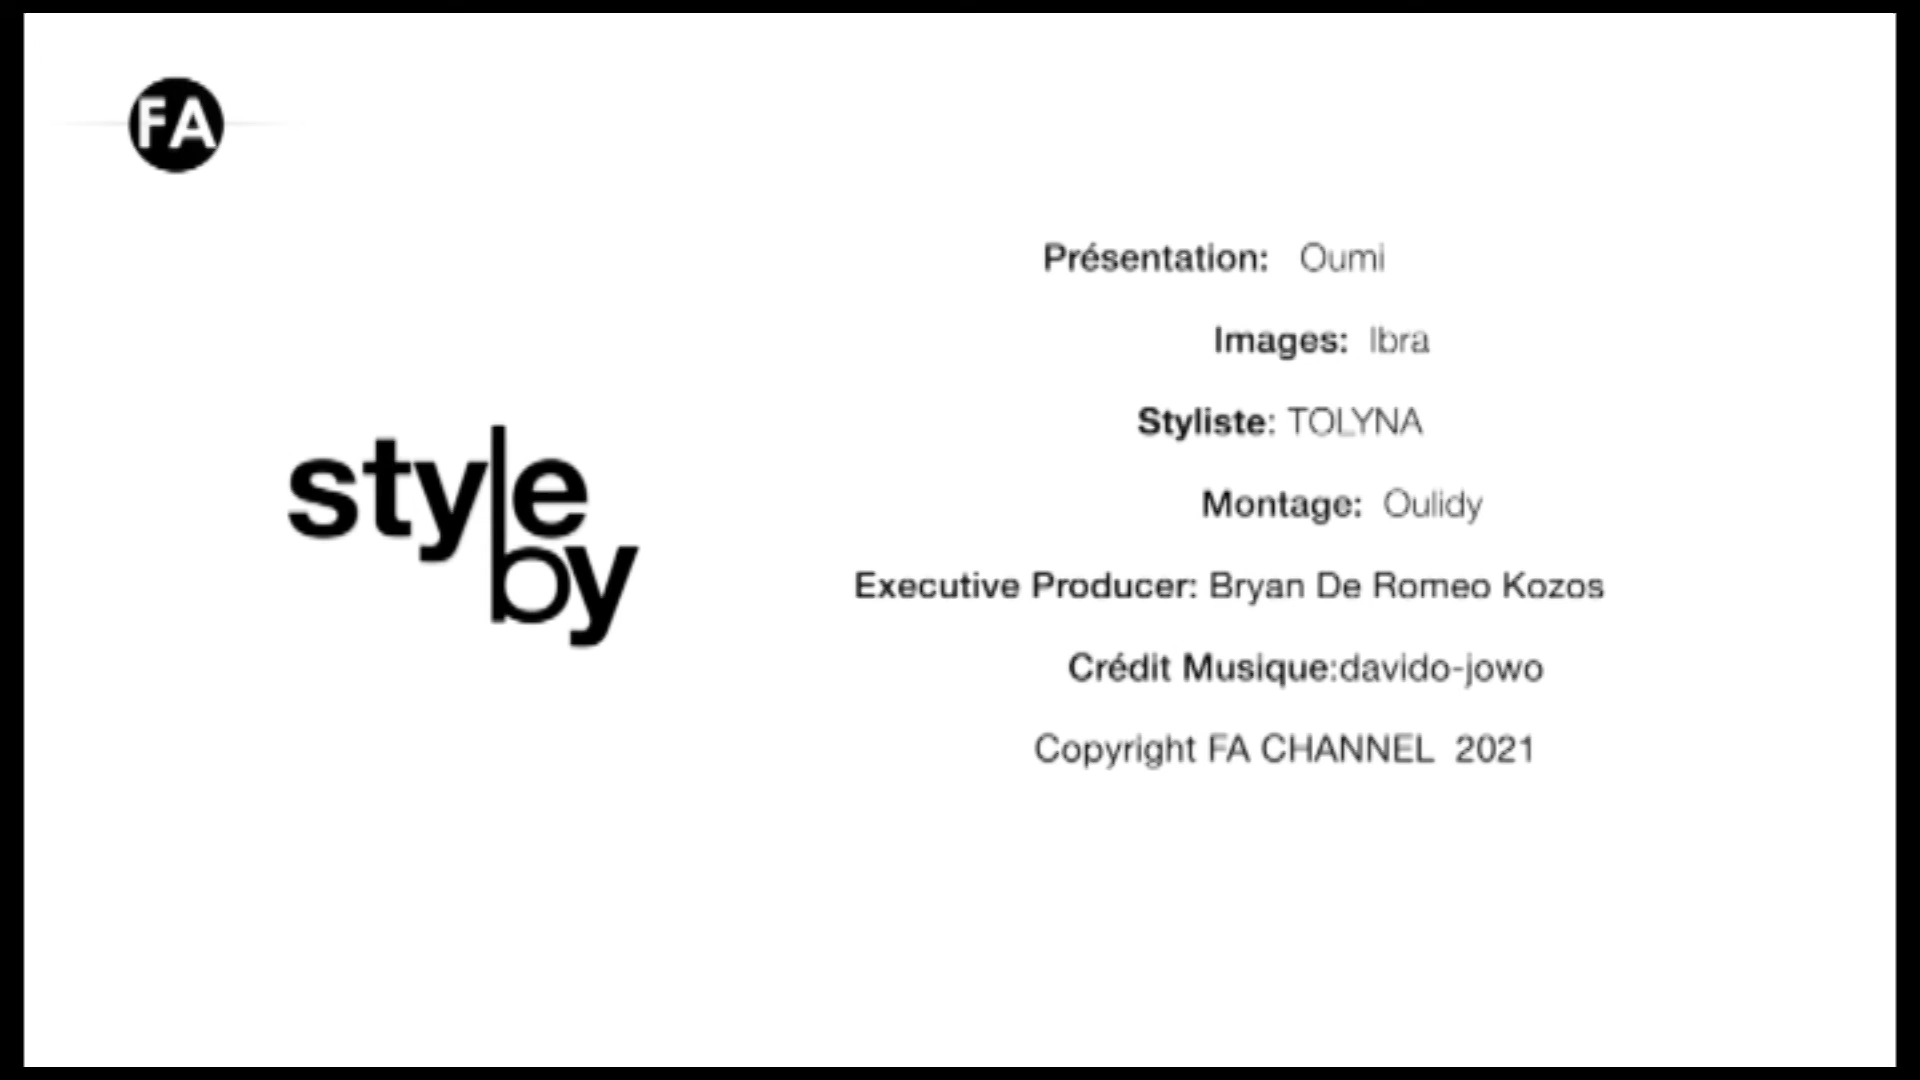 FA
style
by
Présentation: Oumi
Images: Ibra
Styliste: TOLYNA
Montage: Oulidy
Executive Producer: Bryan De Romeo Kozos
Crédit Musique:davido-jowo
Copyright FA CHANNEL 2021